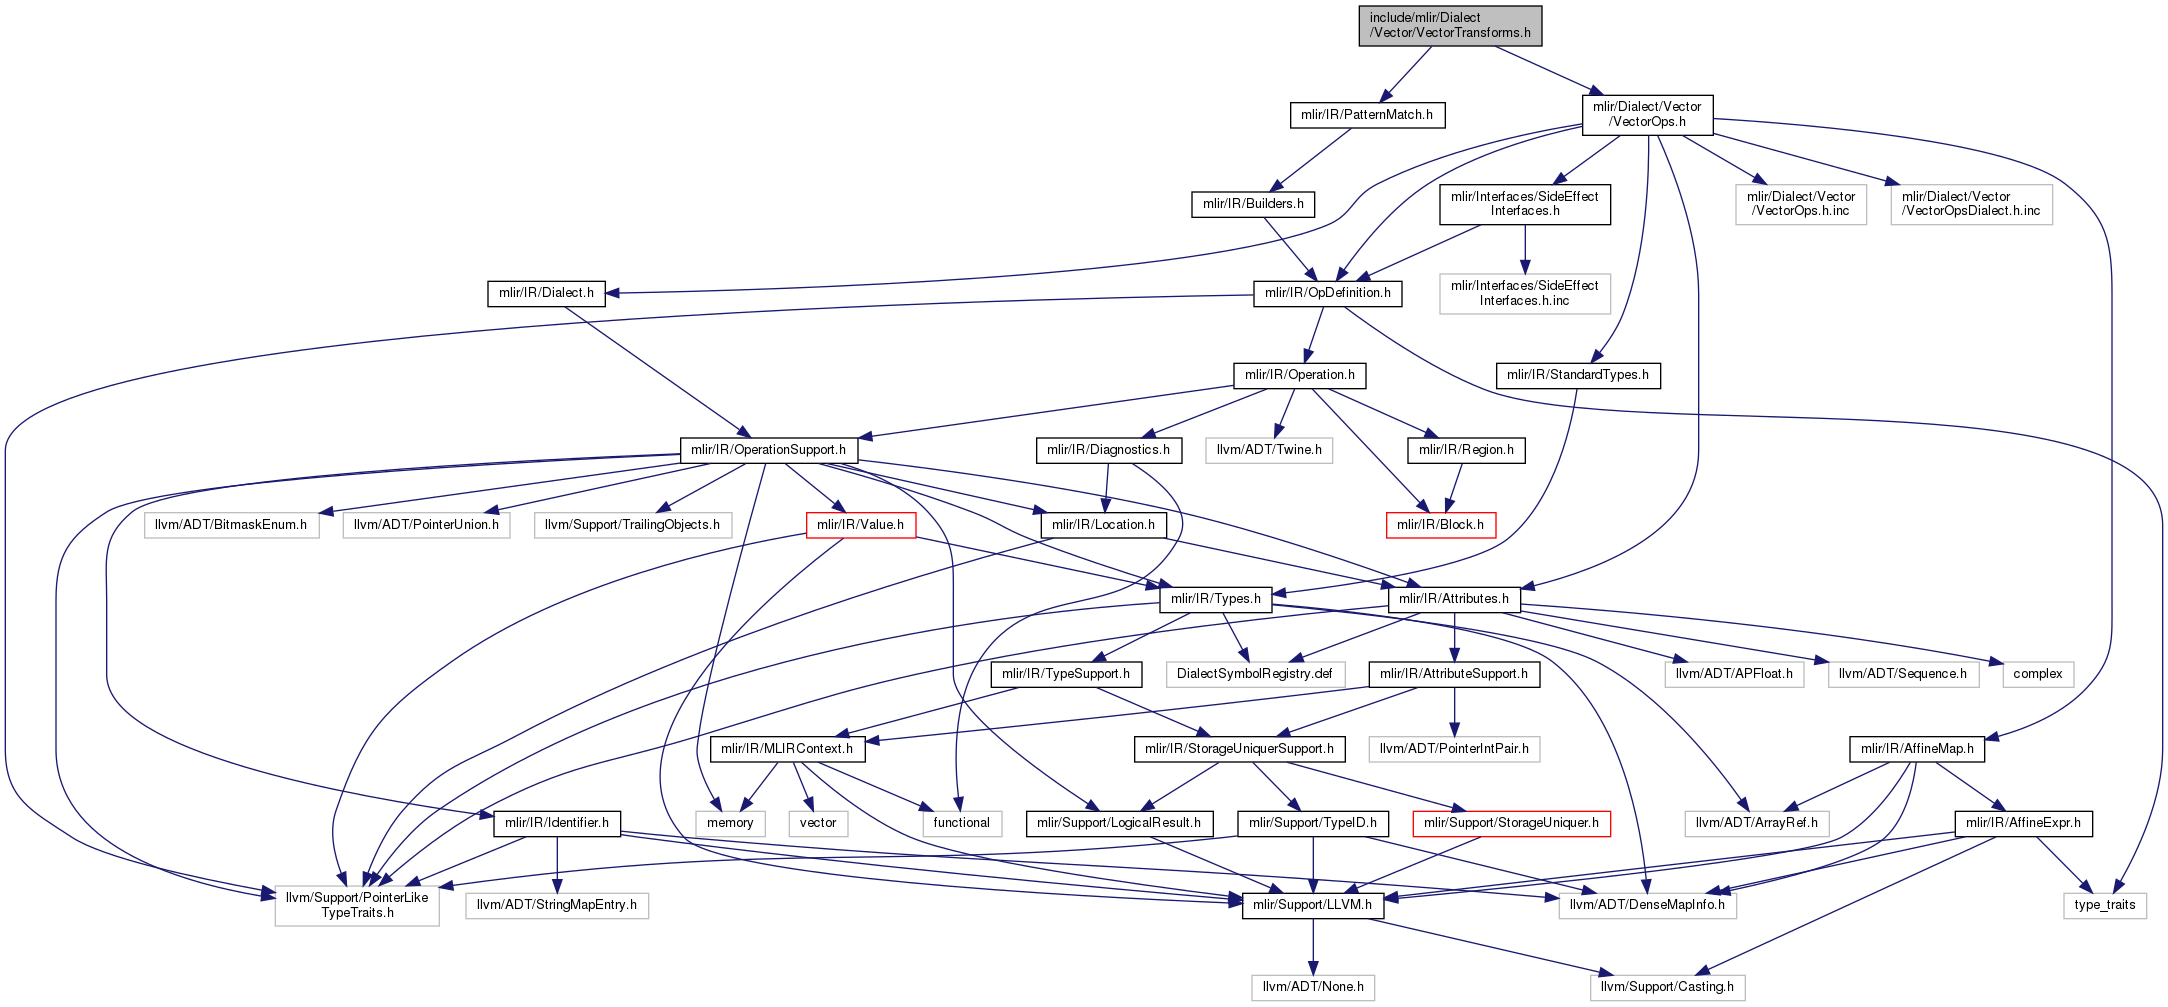 include/mlir/Dialect
/Vector/VectorTransforms.h
mlir/IR/PatternMatch.h
mlir/Dialect/Vector
/VectorOps.h
mlir/IR/Builders.h
mlir/Interfaces/SideEffect
Interfaces.h
mlir/Dialect/Vector
/VectorOps.h.inc
mlir/Dialect/Vector
/VectorOpsDialect.h.inc
mlir/IR/Dialect.h
mlir/IR/OpDefinition.h
mlir/Interfaces/SideEffect
Interfaces.h.inc
mlir/IR/Operation.h
mlir/IR/StandardTypes.h
mlir/IR/OperationSupport.h
mlir/IR/Diagnostics.h
llvm/ADT/Twine.h
mlir/IR/Region.h
llvm/ADT/BitmaskEnum.h
llvm/ADT/PointerUnion.h
llvm/Support/TrailingObjects.h
mlir/IR/Value.h
mlir/IR/Location.h
mlir/IR/Block.h
mlir/IR/Types.h
mlir/IR/Attributes.h
mlir/IR/TypeSupport.h
DialectSymbolRegistry.def
mlir/IR/AttributeSupport.h
llvm/ADT/APFloat.h
llvm/ADT/Sequence.h
complex
mlir/IR/MLIRContext.h
mlir/IR/StorageUniquerSupport.h
llvm/ADT/PointerIntPair.h
mlir/IR/AffineMap.h
mlir/IR/Identifier.h
memory
vector
functional
mlir/Support/LogicalResult.h
mlir/Support/TypeID.h
mlir/Support/StorageUniquer.h
llvm/ADT/ArrayRef.h
mlir/IR/AffineExpr.h
llvm/Support/PointerLike
TypeTraits.h
llvm/ADT/StringMapEntry.h
mlir/Support/LLVM.h
llvm/ADT/DenseMapInfo.h
type_traits
llvm/ADT/None.h
llvm/Support/Casting.h